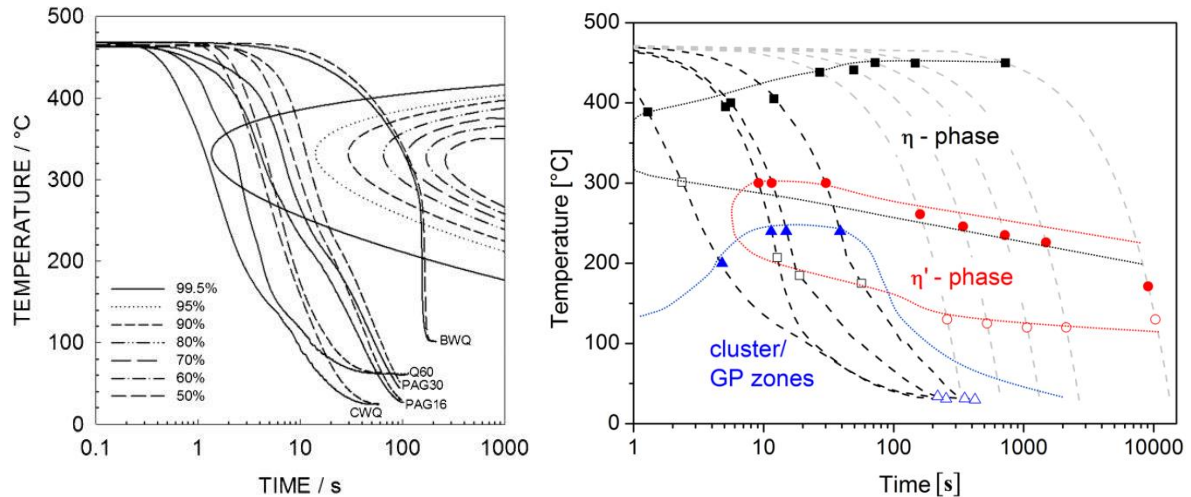 500
400
300
200
100
0
TEMPERATURE / °C
0.1
1
10
100
1000
TIME / s
99.5%
95%
90%
80%
70%
60%
50%
BWQ
Q60
PAG30
PAG16
CWQ
500
400
300
200
100
0
Temperature [°C]
1
10
100
1000
10000
Time [s]
η - phase
η' - phase
cluster/
GP zones